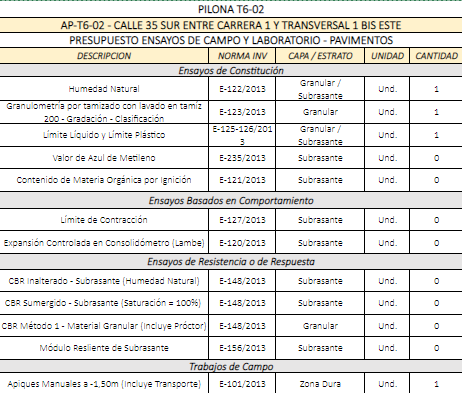 PILONA T6-02
AP-T6-02 - CALLE 35 SUR ENTRE CARRERA 1 Y TRANSVERSAL 1 BIS ESTE
PRESUPUESTO ENSAYOS DE CAMPO Y LABORATORIO - PAVIMENTOS
DESCRIPCION NORMA INV CAPA / ESTRATO UNIDAD CANTIDAD
Ensayos de Constitución
Humedad Natural E-122/2013 Granular / Subrasante Und. 1
Granulometría por tamizado con lavado en tamiz 200 - Gradación - Clasificación E-123/2013 Granular Und. 1
Límite Líquido y Límite Plástico E-125-126/2013 Granular / Subrasante Und. 1
Valor de Azul de Metileno E-235/2013 Subrasante Und. 0
Contenido de Materia Orgánica por Ignición E-121/2013 Subrasante Und. 0
Ensayos Basados en Comportamiento
Límite de Contracción E-127/2013 Subrasante Und. 0
Expansión Controlada en Consolidómetro (Lambe) E-120/2013 Subrasante Und. 0
Ensayos de Resistencia o de Respuesta
CBR Inalterado - Subrasante (Humedad Natural) E-148/2013 Subrasante Und. 0
CBR Sumergido - Subrasante (Saturación = 100%) E-148/2013 Subrasante Und. 0
CBR Método 1 - Material Granular (Incluye Próctor) E-148/2013 Granular Und. 0
Módulo Resliente de Subrasante E-156/2013 Subrasante Und. 0
Trabajos de Campo
Apiques Manuales a -1,50m (Incluye Transporte) E-101/2013 Zona Dura Und. 1